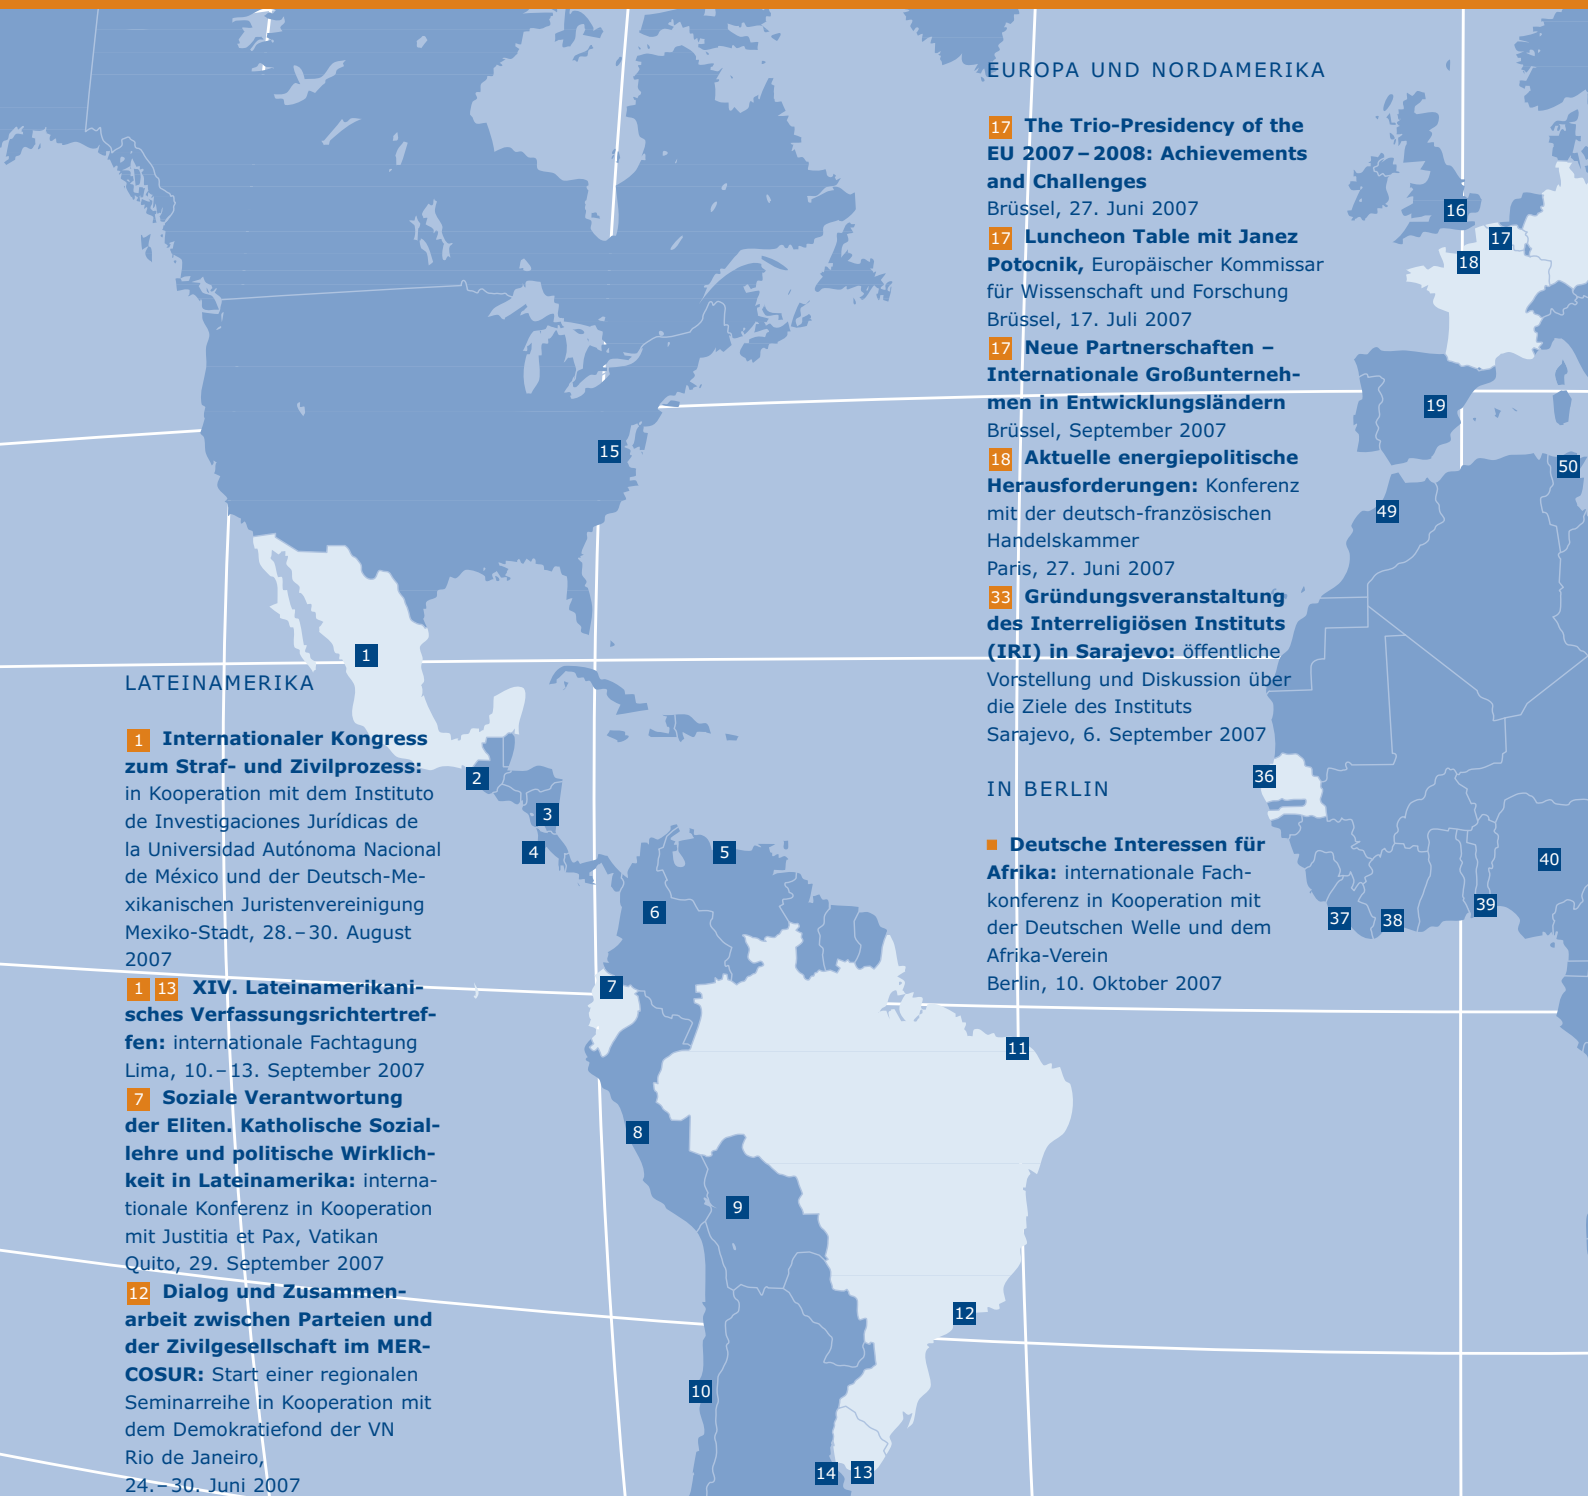 EUROPA UND NORDAMERIKA
17 The Trio-Presidency of the
EU 2007–2008: Achievements
and Challenges
Brüssel, 27. Juni 2007
17 Luncheon Table mit Janez
Potocnik, Europäischer Kommissar
für Wissenschaft und Forschung
Brüssel, 17. Juli 2007
17 Neue Partnerschaften –
Internationale Großunterneh-
men in Entwicklungsländern
Brüssel, September 2007
18 Aktuelle energiepolitische
Herausforderungen: Konferenz
mit der deutsch-französischen
Handelskammer
Paris, 27. Juni 2007
33 Gründungsveranstaltung
des Interreligiösen Instituts
(IRI) in Sarajevo: öffentliche
Vorstellung und Diskussion über
die Ziele des Instituts
Sarajevo, 6. September 2007
IN BERLIN
Deutsche Interessen für
Afrika: internationale Fach-
konferenz in Kooperation mit
der Deutschen Welle und dem
Afrika-Verein
Berlin, 10. Oktober 2007
LATEINAMERIKA
1 Internationaler Kongress
zum Straf- und Zivilprozess:
in Kooperation mit dem Instituto
de Investigaciones Jurídicas de
la Universidad Autónoma Nacional
de México und der Deutsch-Me-
xikanischen Juristenvereinigung
Mexiko-Stadt, 28.–30. August
2007
1 13 XIV. Lateinamerikani-
sches Verfassungsrichtertref-
fen: internationale Fachtagung
Lima, 10.–13. September 2007
7 Soziale Verantwortung
der Eliten. Katholische Sozial-
lehre und politische Wirklich-
keit in Lateinamerika: interna-
tionale Konferenz in Kooperation
mit Justitia et Pax, Vatikan
Quito, 29. September 2007
12 Dialog und Zusammen-
arbeit zwischen Parteien und
der Zivilgesellschaft im MER-
COSUR: Start einer regionalen
Seminarreihe in Kooperation mit
dem Demokratiefond der VN
Rio de Janeiro,
24.–30. Juni 2007
1
2
3
4
5
6
7
8
9
10
11
12
13
14
15
16
17
18
19
36
37
38
39
40
49
50